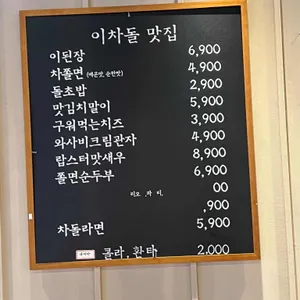 이차돌 맛집
이된장 6,900
차쫄면 (매운맛, 순한맛) 4,900
돌초밥 2,900
맛김치말이 5,900
구워먹는치즈 3,900
와사비크림관자 4,900
랍스터맛새우 8,900
쫄면순두부 6,900
00
,900
차돌라면 5,900
콜라, 환타 2,000